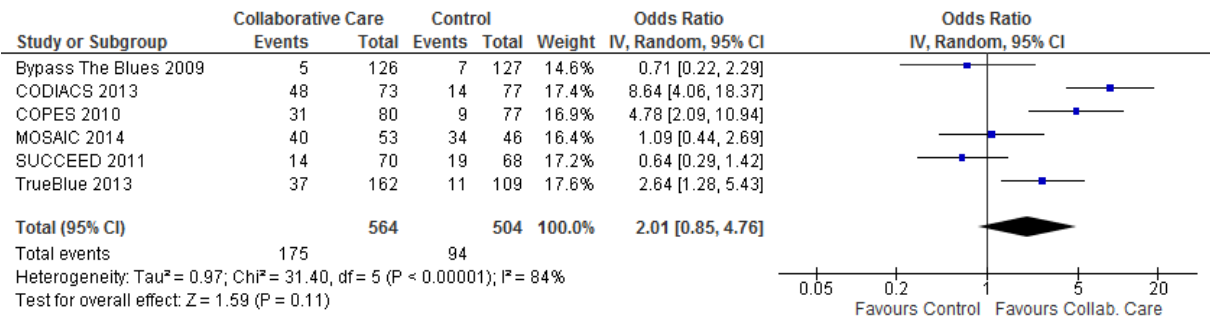 Collaborative Care Control Odds Ratio Odds Ratio
Study or Subgroup Events Total Events Total Weight IV, Random, 95% CI IV, Random, 95% CI
Bypass The Blues 2009 5 126 7 127 14.6% 0.71 [0.22, 2.29]
CODIACS 2013 48 73 14 77 17.4% 8.64 [4.06, 18.37]
COPES 2010 31 80 9 77 16.9% 4.78 [2.09, 10.94]
MOSAIC 2014 40 53 34 46 16.4% 1.09 [0.44, 2.69]
SUCCEED 2011 14 70 19 68 17.2% 0.64 [0.29, 1.42]
TrueBlue 2013 37 162 11 109 17.6% 2.64 [1.28, 5.43]
Total (95% CI) 564 504 100.0% 2.01 [0.85, 4.76]
Total events 175 94
Heterogeneity: Tau² = 0.97; Chi² = 31.40, df = 5 (P < 0.00001); I² = 84%
Test for overall effect: Z = 1.59 (P = 0.11)
0.05 0.2 1 5 20
Favours Control Favours Collab. Care